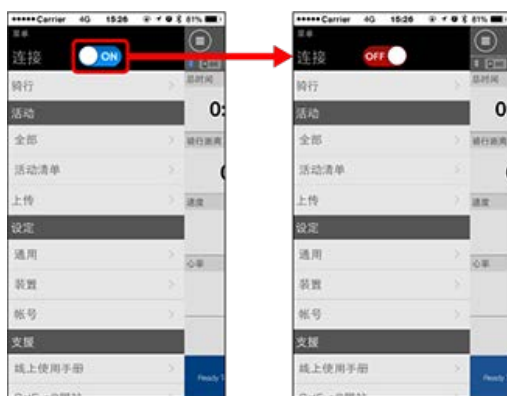 ●●●●● Carrier 4G 15:26 81%
菜单
连接 ON
骑行
活动
全部
活动清单
上传
设定
通用
装置
帐号
支援
线上使用手册
总时间
0:
骑行距离
速度
心率
Ready T
●●●●● Carrier 4G 15:26 81%
菜单
连接 OFF
骑行
活动
全部
活动清单
上传
设定
通用
装置
帐号
支援
线上使用手册
总时间
0
骑行距离
速度
心率
Ready T